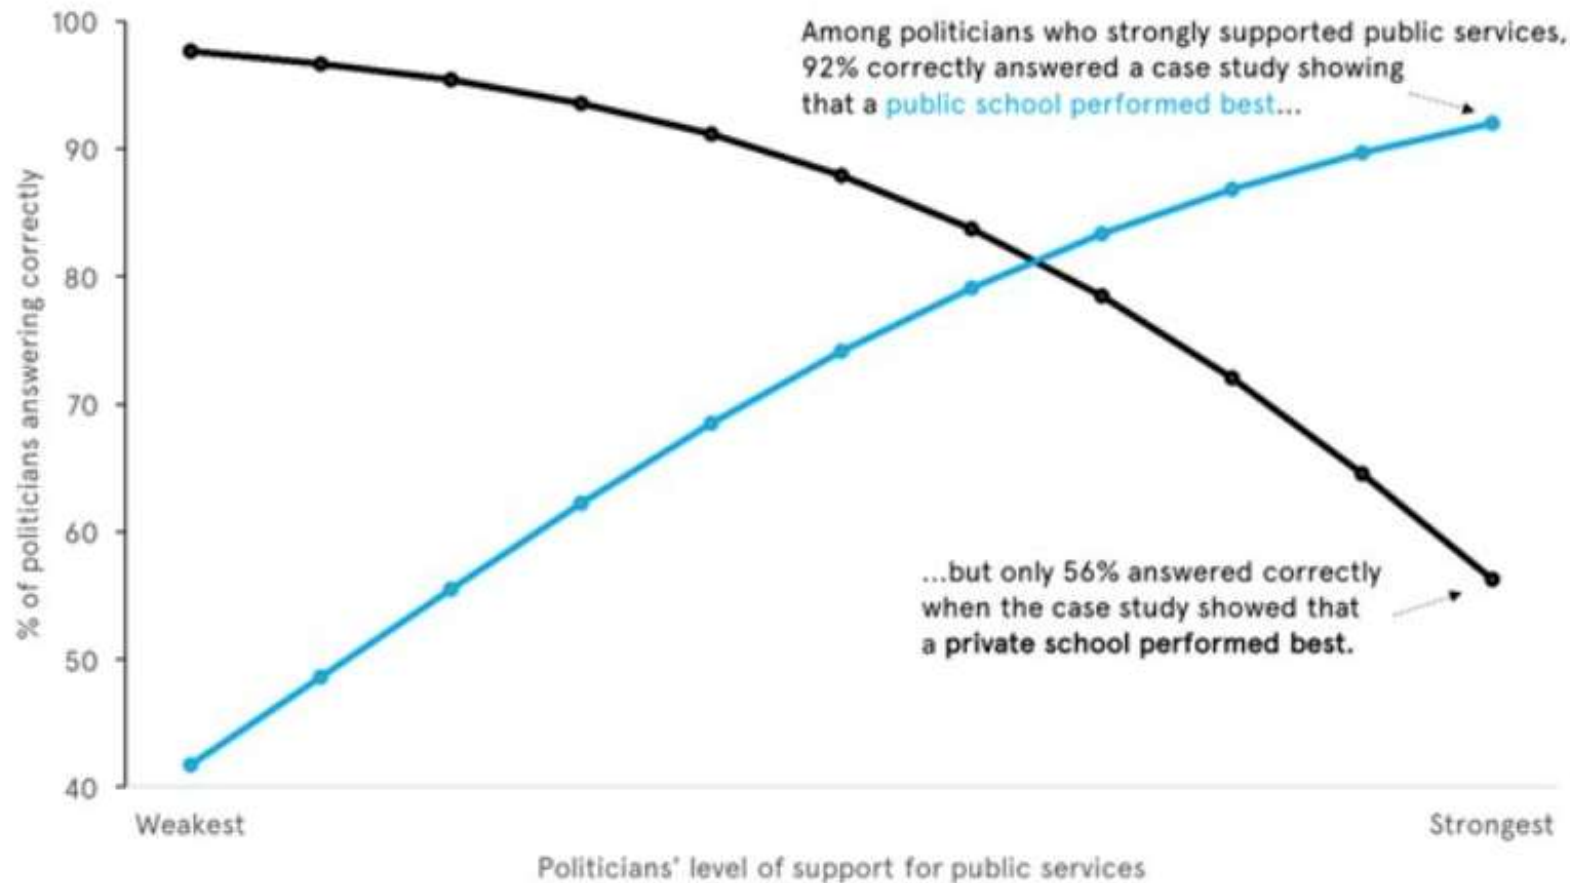 100
Among politicians who strongly supported public services,
92% correctly answered a case study showing
that a public school performed best...
90
80
70
60
50
40
% of politicians answering correctly
...but only 56% answered correctly
when the case study showed that
a private school performed best.
Weakest
Strongest
Politicians' level of support for public services